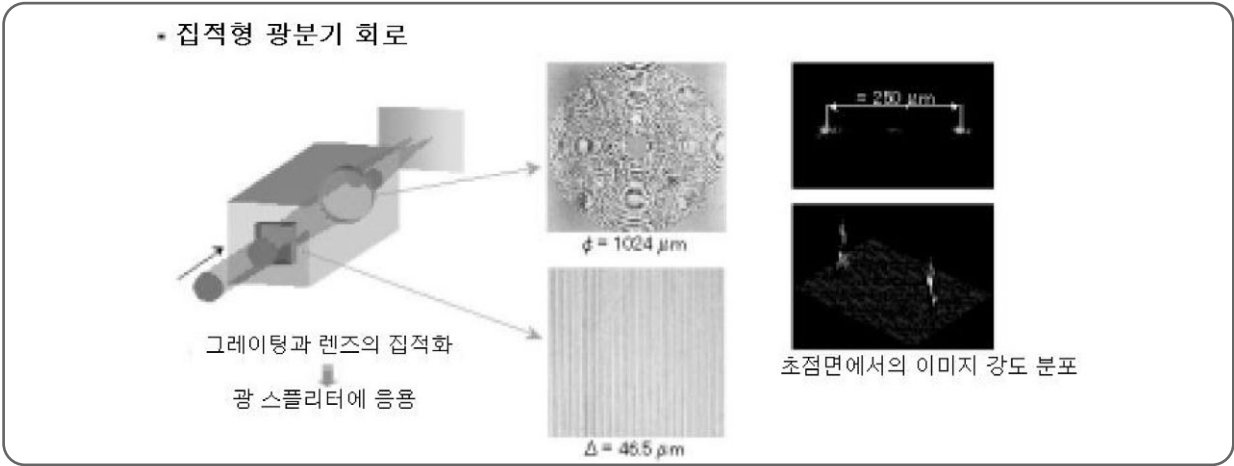 ▪ 집적형 광분기 회로
= 250 μm
ϕ = 1024 μm
Δ = 46.5 μm
그레이팅과 렌즈의 집적화
광 스플리터에 응용
초점면에서의 이미지 강도 분포